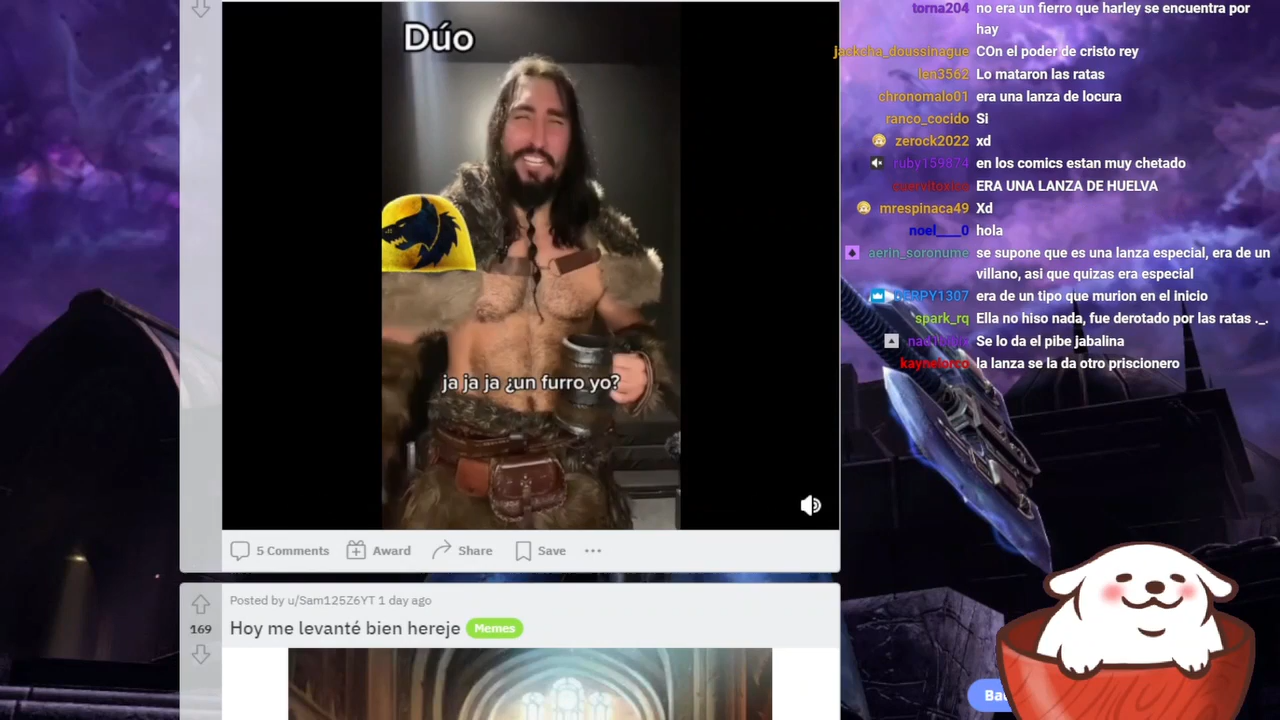 Dúo
ja ja ja ¿un furro yo?
5 Comments
Award
Share
Save
Posted by u/Sam125Z6YT 1 day ago
169
Hoy me levanté bien hereje
Memes
torna204 no era un fierro que harley se encuentra por
hay
jackcha_doussinague COn el poder de cristo rey
len3562 Lo mataron las ratas
chronomalo01 era una lanza de locura
ranco_cocido Si
zerock2022 xd
ruby159874 en los comics estan muy chetado
ERA UNA LANZA DE HUELVA
mrespinaca49 Xd
noel____0 hola
aerin_soronume se supone que es una lanza especial, era de un
villano, asi que quizas era especial
era de un tipo que murion en el inicio
spark_rq Ella no hiso nada, fue derotado por las ratas ._.
Se lo da el pibe jabalina
la lanza se la da otro priscionero